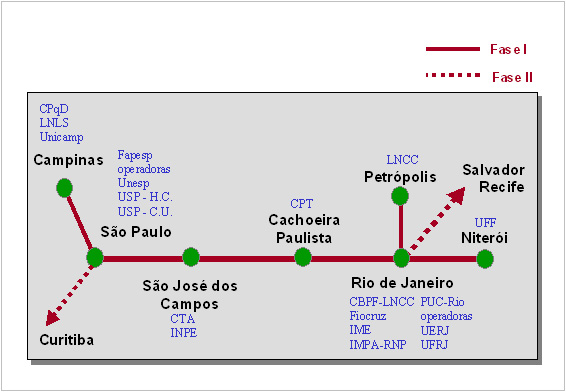 Fase I
Fase II
CPqD
LNLS
Unicamp
Campinas
Fapesp
operadoras
Unesp
USP - H.C.
USP - C.U.
São Paulo
Curitiba
São José dos
Campos
CTA
INPE
CPT
Cachoeira
Paulista
LNCC
Petrópolis
Salvador
Recife
UFF
Niterói
Rio de Janeiro
CBPF-LNCC
Fiocruz
IME
IMPA-RNP
PUC-Rio
operadoras
UERJ
UFRJ